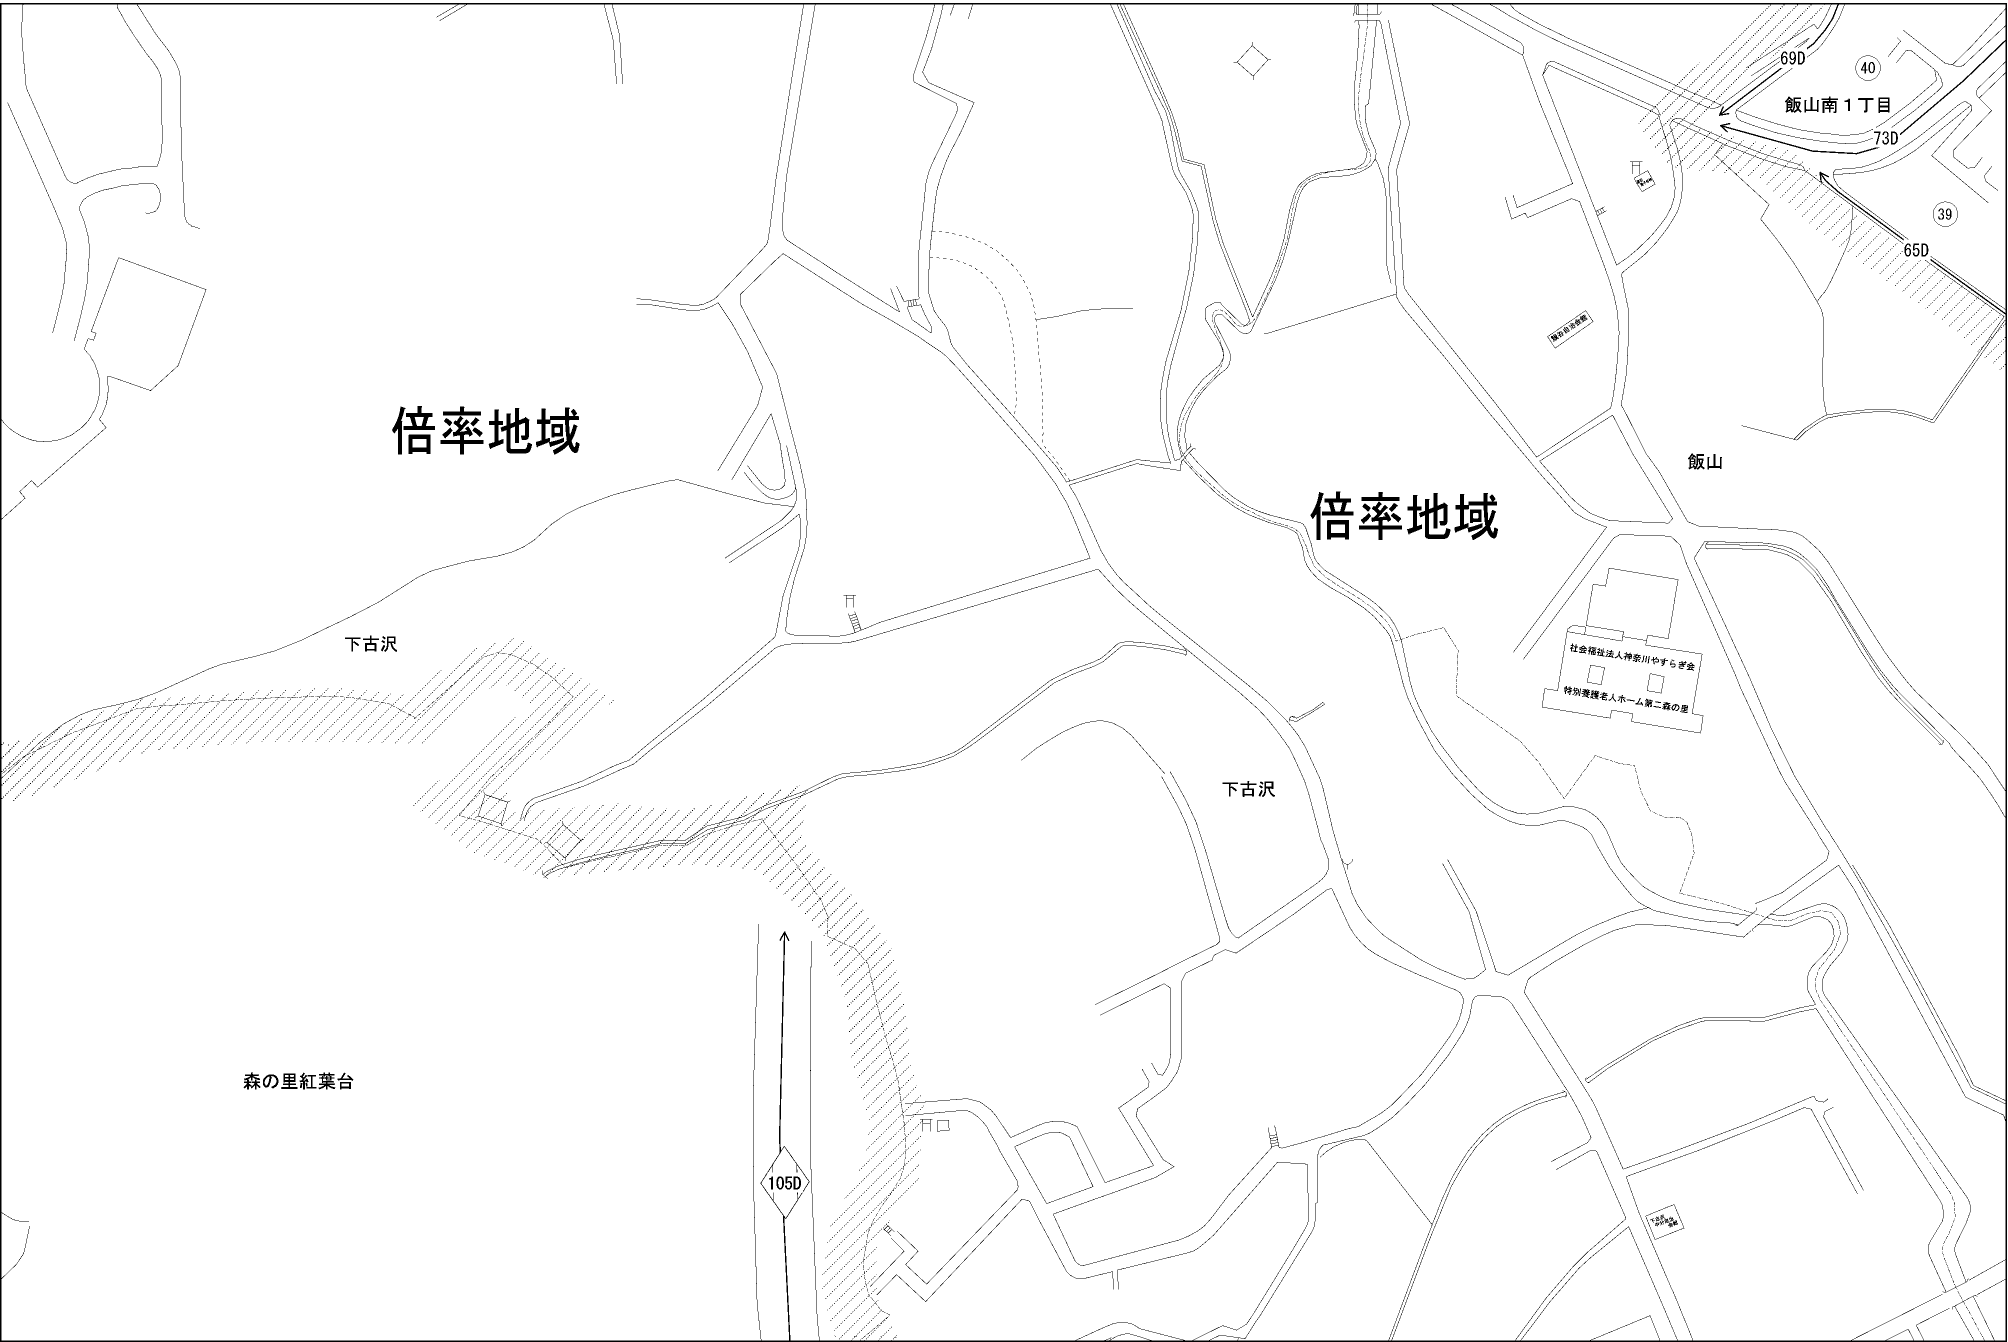 69D
40
飯山南１丁目
73D
39
65D
倍率地域
飯山
倍率地域
下古沢
社会福祉法人神奈川やすらぎ会
特別養護老人ホーム第二森の里
下古沢
森の里紅葉台
105D